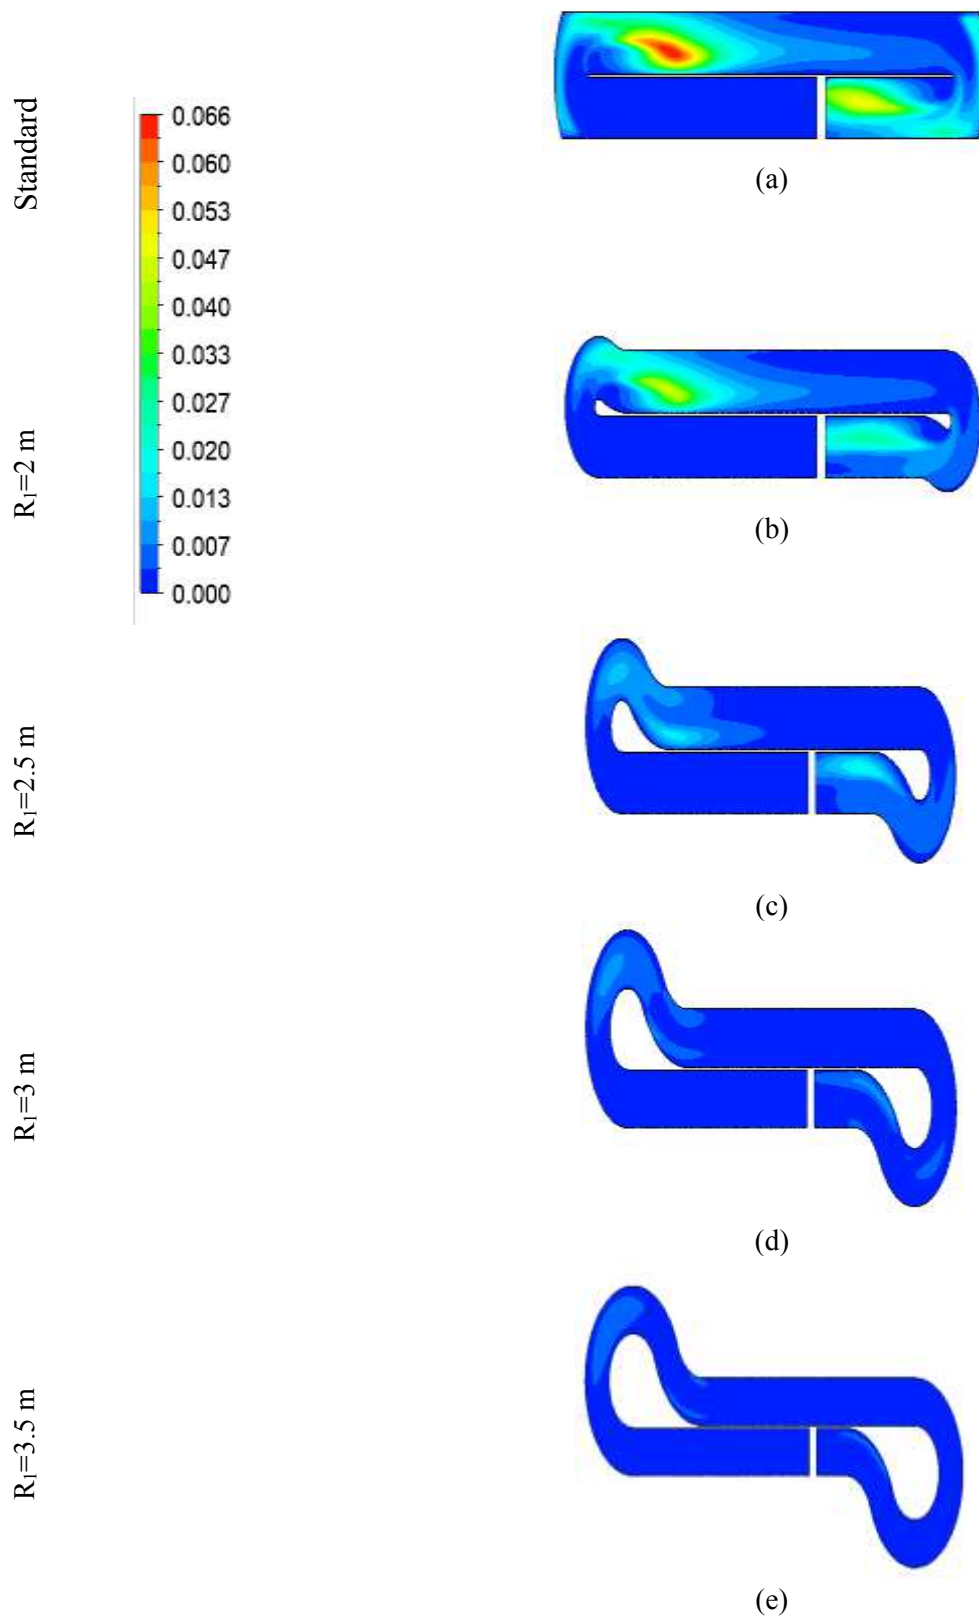 Standard
0.066
0.060
0.053
0.047
0.040
0.033
0.027
0.020
0.013
0.007
0.000
(a)
R₁=2 m
(b)
R₁=2.5 m
(c)
R₁=3 m
(d)
R₁=3.5 m
(e)